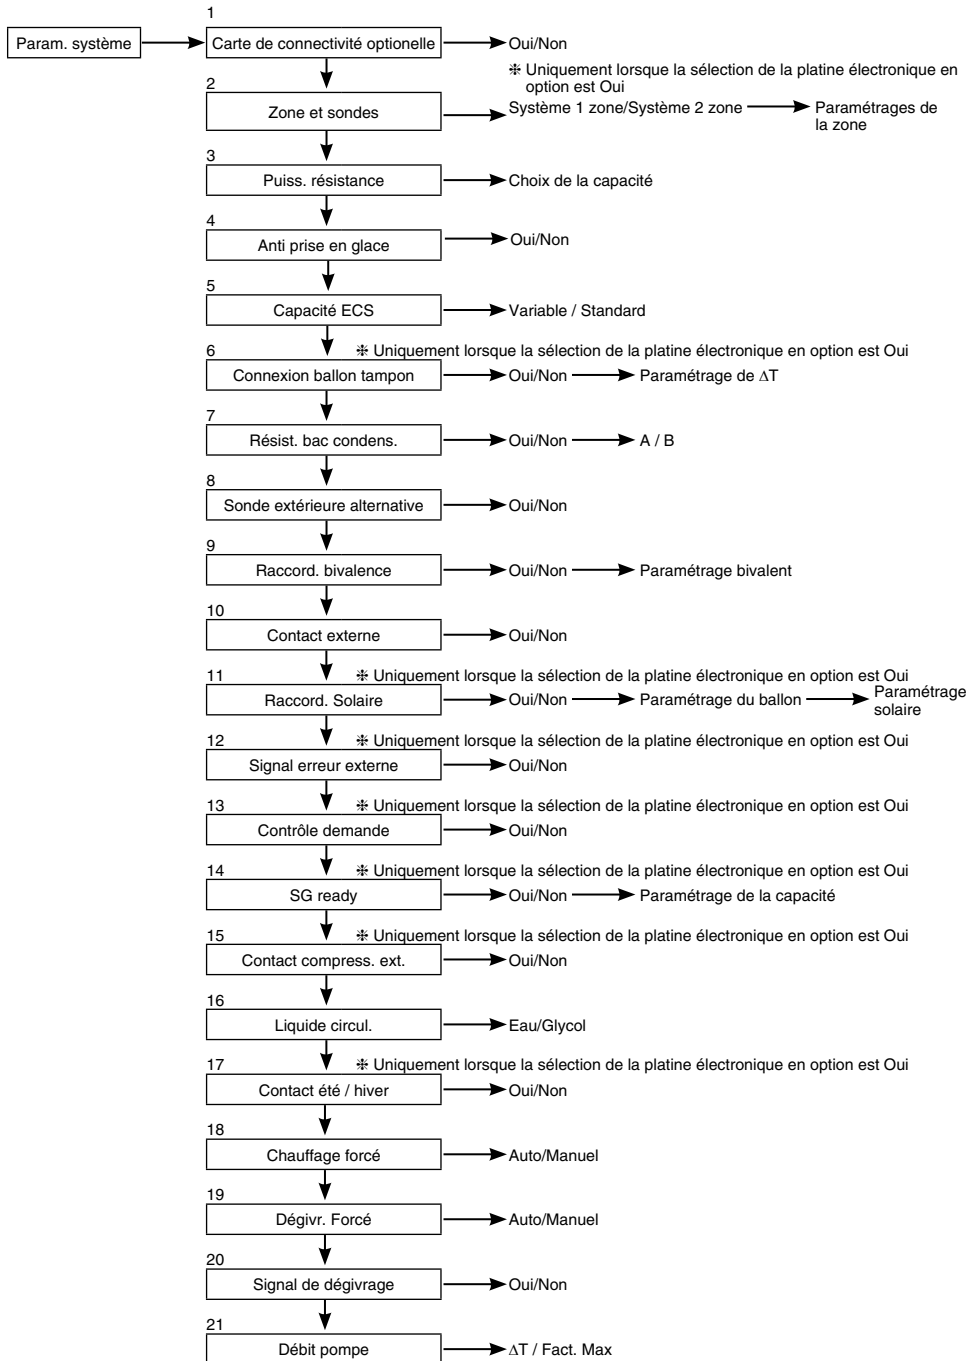 1
Param. système
Carte de connectivité optionelle
Oui/Non
❉ Uniquement lorsque la sélection de la platine électronique en
option est Oui
2
Zone et sondes
Système 1 zone/Système 2 zone
Paramétrages de
la zone
3
Puiss. résistance
Choix de la capacité
4
Anti prise en glace
Oui/Non
5
Capacité ECS
Variable / Standard
6
❉ Uniquement lorsque la sélection de la platine électronique en option est Oui
Connexion ballon tampon
Oui/Non
Paramétrage de ΔT
7
Résist. bac condens.
Oui/Non
A / B
8
Sonde extérieure alternative
Oui/Non
9
Raccord. bivalence
Oui/Non
Paramétrage bivalent
10
Contact externe
Oui/Non
11
❉ Uniquement lorsque la sélection de la platine électronique en option est Oui
Raccord. Solaire
Oui/Non
Paramétrage du ballon
Paramétrage
solaire
12
❉ Uniquement lorsque la sélection de la platine électronique en option est Oui
Signal erreur externe
Oui/Non
13
❉ Uniquement lorsque la sélection de la platine électronique en option est Oui
Contrôle demande
Oui/Non
14
❉ Uniquement lorsque la sélection de la platine électronique en option est Oui
SG ready
Oui/Non
Paramétrage de la capacité
15
❉ Uniquement lorsque la sélection de la platine électronique en option est Oui
Contact compress. ext.
Oui/Non
16
Liquide circul.
Eau/Glycol
17
❉ Uniquement lorsque la sélection de la platine électronique en option est Oui
Contact été / hiver
Oui/Non
18
Chauffage forcé
Auto/Manuel
19
Dégivr. Forcé
Auto/Manuel
20
Signal de dégivrage
Oui/Non
21
Débit pompe
ΔT / Fact. Max